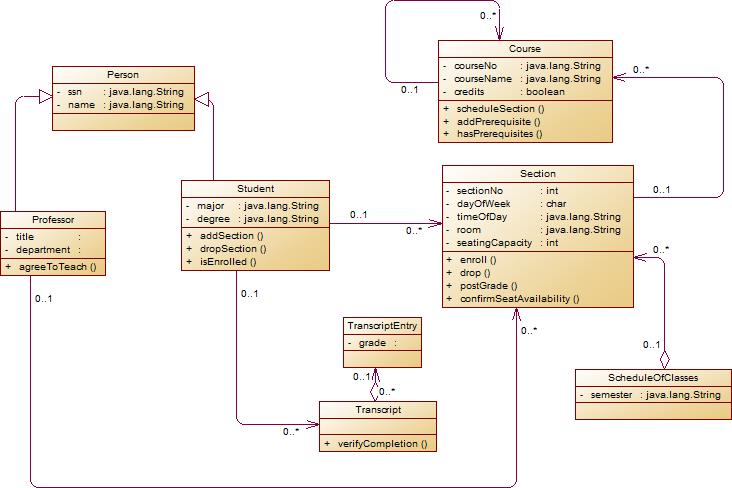 0..*
Course
- courseNo : java.lang.String
- courseName : java.lang.String
- credits : boolean
+ scheduleSection ()
+ addPrerequisite ()
+ hasPrerequisites ()
0..1
0..*
Person
- ssn : java.lang.String
- name : java.lang.String
Student
- major : java.lang.String
- degree : java.lang.String
+ addSection ()
+ dropSection ()
+ isEnrolled ()
Section
- sectionNo : int
- dayOfWeek : char
- timeOfDay : java.lang.String
- room : java.lang.String
- seatingCapacity : int
+ enroll ()
+ drop ()
+ postGrade ()
+ confirmSeatAvailability ()
0..1
0..1
0..*
Professor
- title :
- department :
+ agreeToTeach ()
0..1
0..1
0..*
0..*
0..1
TranscriptEntry
- grade :
0..1
0..*
Transcript
+ verifyCompletion ()
0..*
ScheduleOfClasses
- semester : java.lang.String